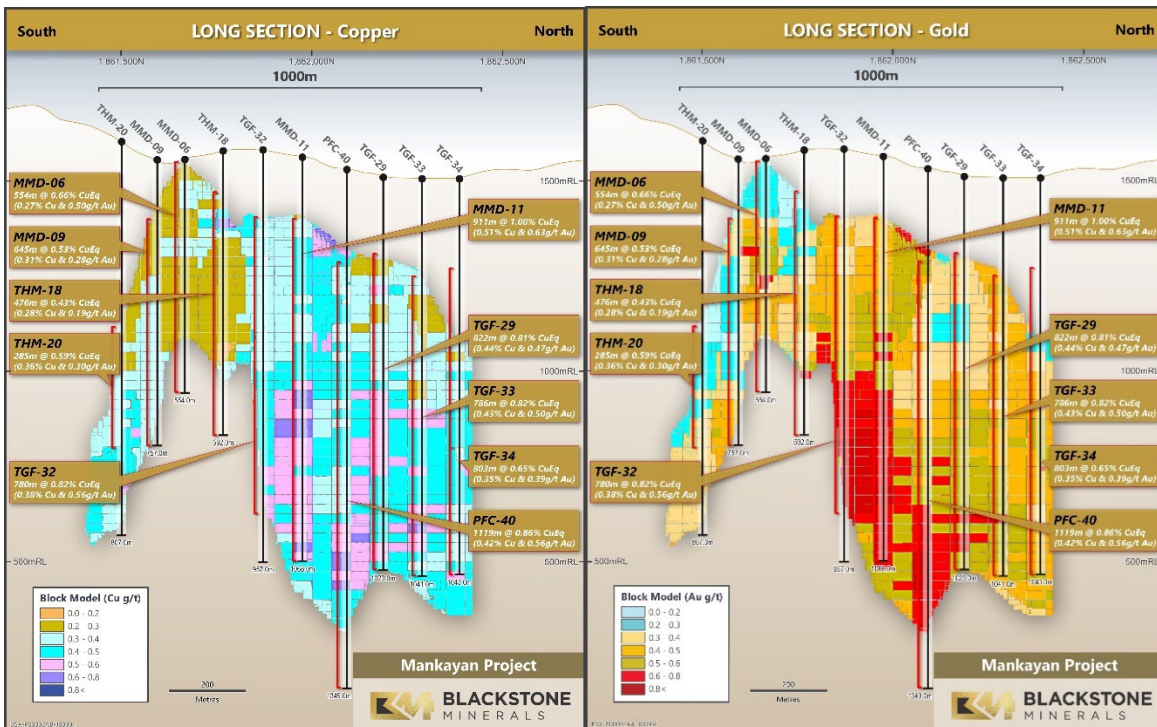 South
LONG SECTION - Copper
North
1,861,500N
1,862,000N
1,862,500N
1000m
THM-20
MMD-09
MMD-06
THM-18
TGF-32
MMD-11
PFC-40
TGF-29
TGF-33
TGF-34
1500mRL
MMD-06
554m @ 0.66% CuEq
(0.27% Cu & 0.50g/t Au)
MMD-11
911m @ 1.00% CuEq
(0.51% Cu & 0.63g/t Au)
MMD-09
645m @ 0.53% CuEq
(0.31% Cu & 0.28g/t Au)
THM-18
476m @ 0.43% CuEq
(0.28% Cu & 0.19g/t Au)
TGF-29
822m @ 0.81% CuEq
(0.44% Cu & 0.47g/t Au)
THM-20
285m @ 0.59% CuEq
(0.36% Cu & 0.30g/t Au)
1000mRL
TGF-33
786m @ 0.82% CuEq
(0.43% Cu & 0.50g/t Au)
554.0m
TGF-34
803m @ 0.65% CuEq
(0.35% Cu & 0.39g/t Au)
TGF-32
780m @ 0.82% CuEq
(0.38% Cu & 0.56g/t Au)
PFC-40
1119m @ 0.86% CuEq
(0.42% Cu & 0.56g/t Au)
500mRL
1041.0m
Block Model (Cu g/t)
0.0 - 0.2
0.2 - 0.3
0.3 - 0.4
0.4 - 0.5
0.5 - 0.6
0.6 - 0.8
0.8<
200
Metres
Mankayan Project
BLACKSTONE
MINERALS
South
LONG SECTION - Gold
North
1,861,500N
1,862,000N
1,862,500N
1000m
THM-20
MMD-09
MMD-06
THM-18
TGF-32
MMD-11
PFC-40
TGF-29
TGF-33
TGF-34
1500mRL
MMD-06
554m @ 0.66% CuEq
(0.27% Cu & 0.50g/t Au)
MMD-11
911m @ 1.00% CuEq
(0.51% Cu & 0.63g/t Au)
MMD-09
645m @ 0.53% CuEq
(0.31% Cu & 0.28g/t Au)
THM-18
476m @ 0.43% CuEq
(0.28% Cu & 0.19g/t Au)
TGF-29
822m @ 0.81% CuEq
(0.44% Cu & 0.47g/t Au)
THM-20
285m @ 0.59% CuEq
(0.36% Cu & 0.30g/t Au)
1000mRL
TGF-33
786m @ 0.82% CuEq
(0.43% Cu & 0.50g/t Au)
554.0m
TGF-34
803m @ 0.65% CuEq
(0.35% Cu & 0.39g/t Au)
TGF-32
780m @ 0.82% CuEq
(0.38% Cu & 0.56g/t Au)
PFC-40
1119m @ 0.86% CuEq
(0.42% Cu & 0.56g/t Au)
500mRL
1041.0m
Block Model (Au g/t)
0.0 - 0.2
0.2 - 0.3
0.3 - 0.4
0.4 - 0.5
0.5 - 0.6
0.6 - 0.8
0.8<
Metres
Mankayan Project
BLACKSTONE
MINERALS